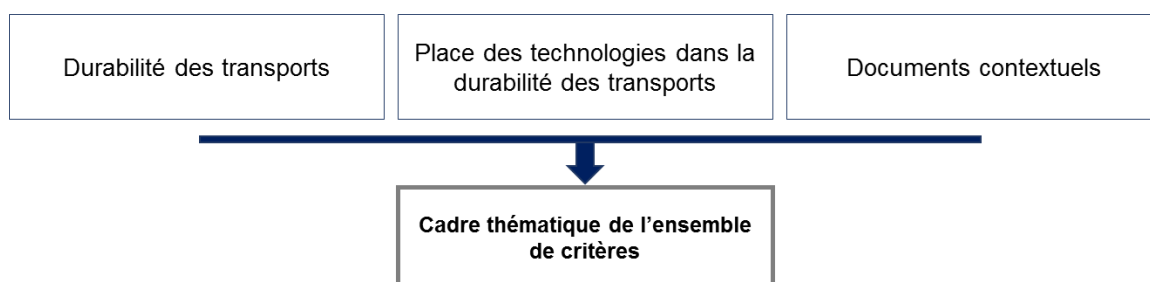 Durabilité des transports
Place des technologies dans la
durabilité des transports
Documents contextuels
Cadre thématique de l’ensemble
de critères